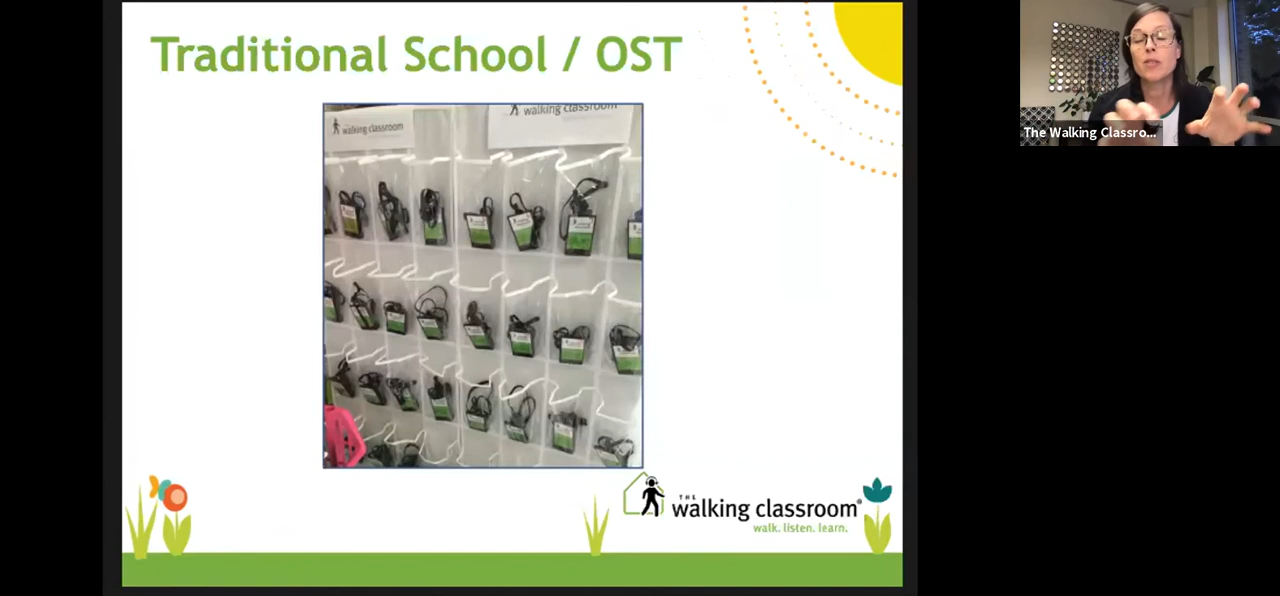 Traditional School / OST
walking classroom
walking classroom
The Walking Classro...
THE
walking classroom®
walk. listen. learn.